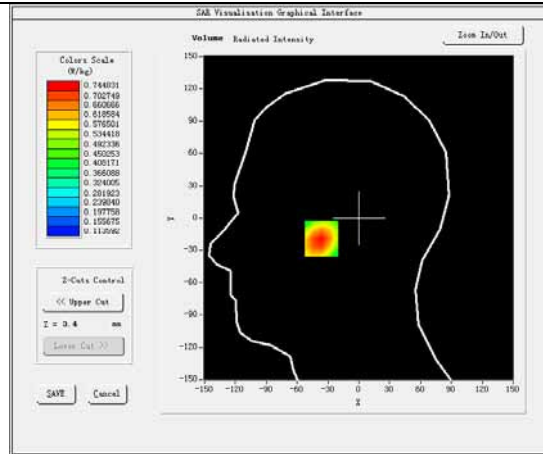 SAR Visualisation Graphical Interface
Volume Radiated Intensity
Zoom In/Out
Colors Scale
(W/kg)
0.744831
0.702749
0.660666
0.618584
0.576501
0.534418
0.492336
0.450253
0.408171
0.366088
0.324005
0.281923
0.239840
0.197758
0.155675
0.113592
150
120
90
60
30
0
-30
-60
-90
-120
-150
Y
-150 -120 -90 -60 -30 0 30 60 90 120 150
X
Z-Cuts Control
<< Upper Cut
Z = 3.4 mm
Lower Cut >>
SAVE
Cancel